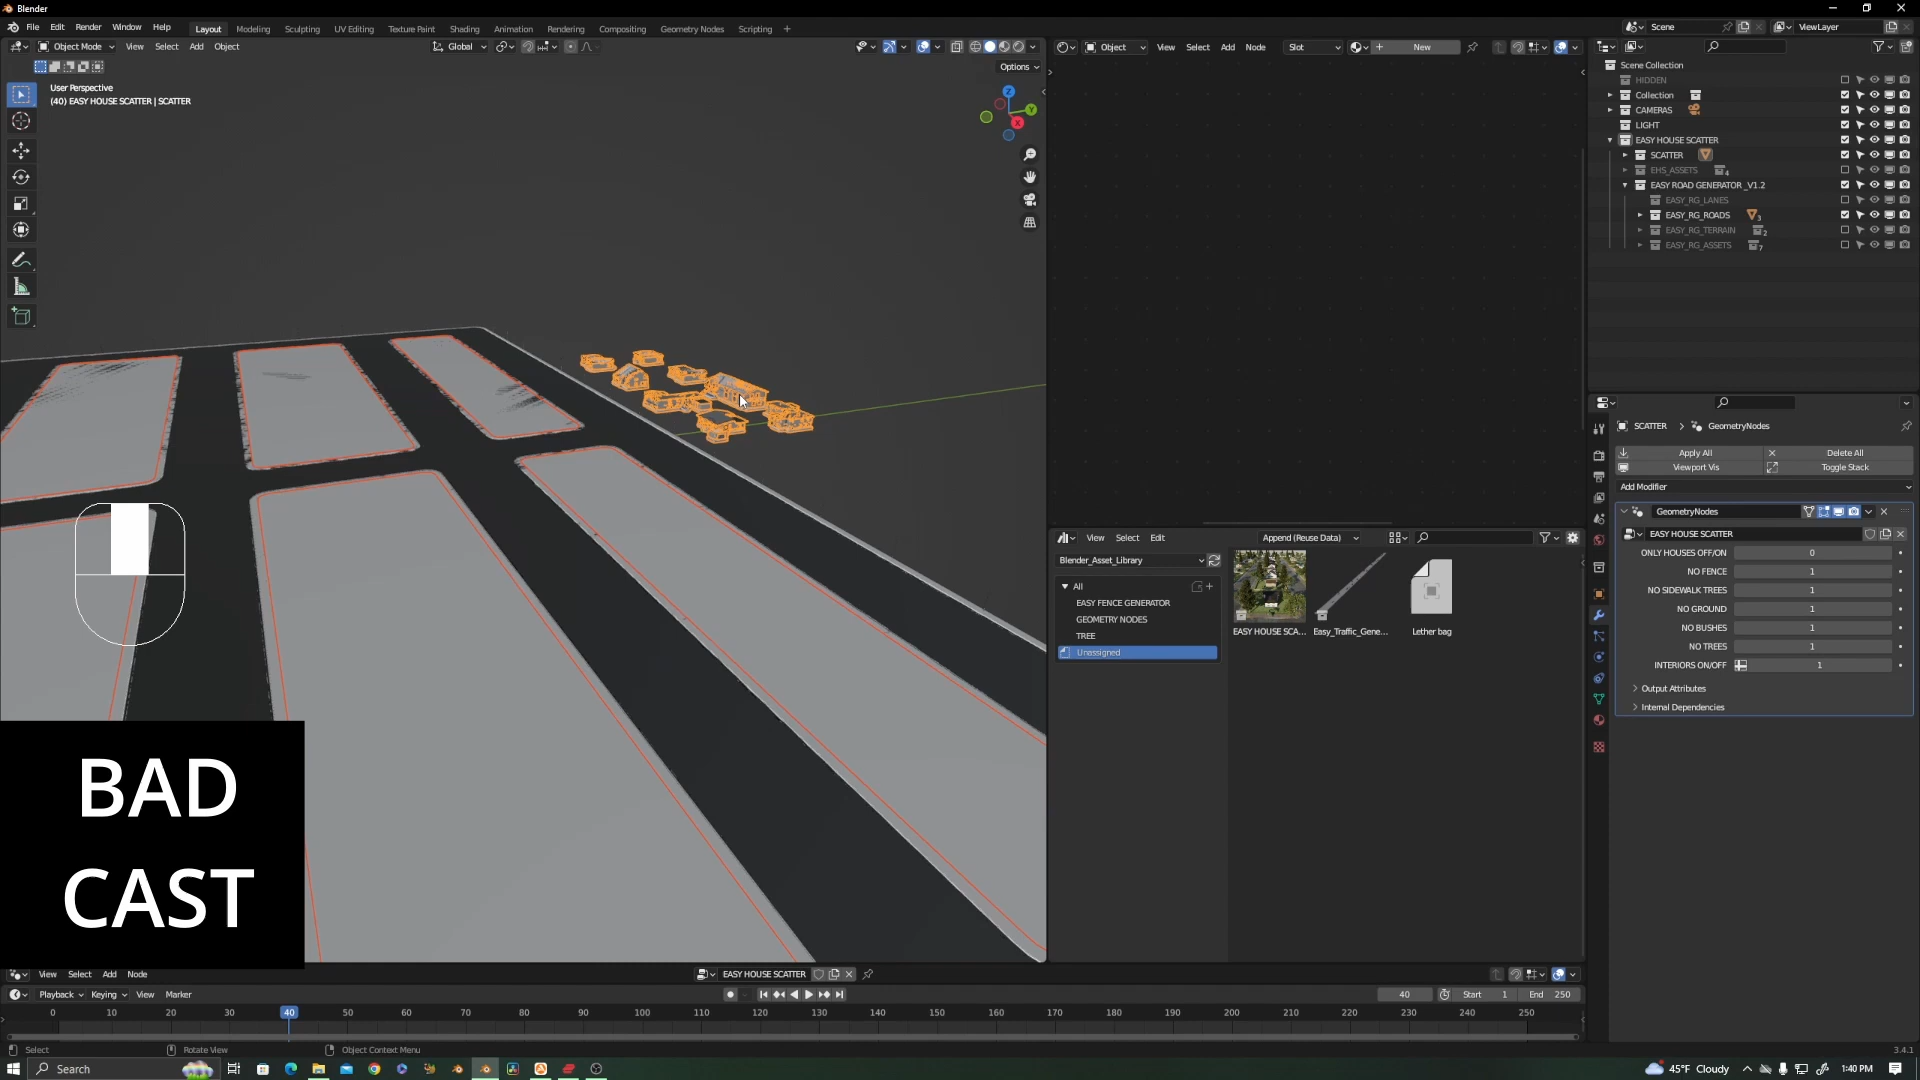 Blender
File Edit Render Window Help Layout Modeling Sculpting UV Editing Texture Paint Shading Animation Rendering Compositing Geometry Nodes Scripting + Scene ViewLayer
Object Mode View Select Add Object Global Object View Select Add Node Slot New
Options
User Perspective
(40) EASY HOUSE SCATTER | SCATTER
Z
Y
X
Scene Collection
HIDDEN
Collection
CAMERAS
LIGHT
EASY HOUSE SCATTER
SCATTER
EHS_ASSETS 4
EASY ROAD GENERATOR _V1.2
EASY_RG_LANES
EASY_RG_ROADS 3
EASY_RG_TERRAIN 2
EASY_RG_ASSETS 7
SCATTER > GeometryNodes
Apply All Delete All
Viewport Vis Toggle Stack
Add Modifier
GeometryNodes
EASY HOUSE SCATTER
ONLY HOUSES OFF/ON 0
NO FENCE 1
NO SIDEWALK TREES 1
NO GROUND 1
NO BUSHES 1
NO TREES 1
INTERIORS ON/OFF 1
Output Attributes
Internal Dependencies
View Select Edit Append (Reuse Data)
Blender_Asset_Library
All
EASY FENCE GENERATOR
GEOMETRY NODES
TREE
Unassigned
EASY HOUSE SCA... Easy_Traffic_Gene... Lether bag
BAD
CAST
View Select Add Node EASY HOUSE SCATTER
Playback Keying View Marker 40 Start 1 End 250
0 10 20 30 40 50 60 70 80 90 100 110 120 130 140 150 160 170 180 190 200 210 220 230 240 250
Select Rotate View Object Context Menu 3.4.1
Search 45°F Cloudy 1:40 PM